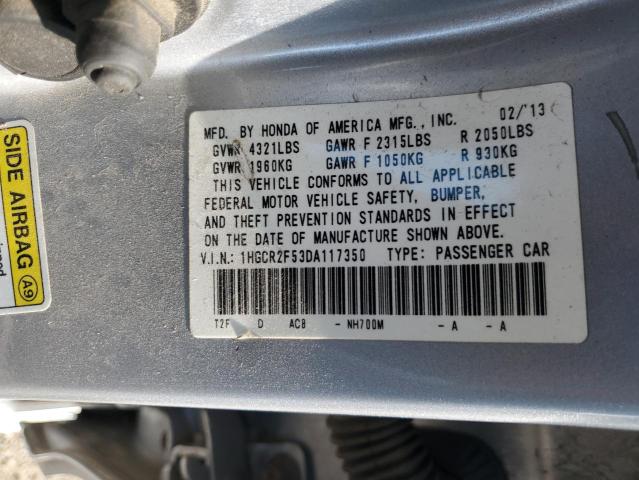 MFD. BY HONDA OF AMERICA MFG., INC. 02/'13
GVWR 4321LBS GAWR F 2315LBS R 2050LBS
GVWR 1960KG GAWR F 1050KG R 930KG
THIS VEHICLE CONFORMS TO ALL APPLICABLE
FEDERAL MOTOR VEHICLE SAFETY, BUMPER,
AND THEFT PREVENTION STANDARDS IN EFFECT
ON THE DATE OF MANUFACTURE SHOWN ABOVE.
V.I.N.: 1HGCR2F53DA117350 TYPE: PASSENGER CAR
T2F D AC8 - NH700M - A - A
SIDE AIRBAG A9